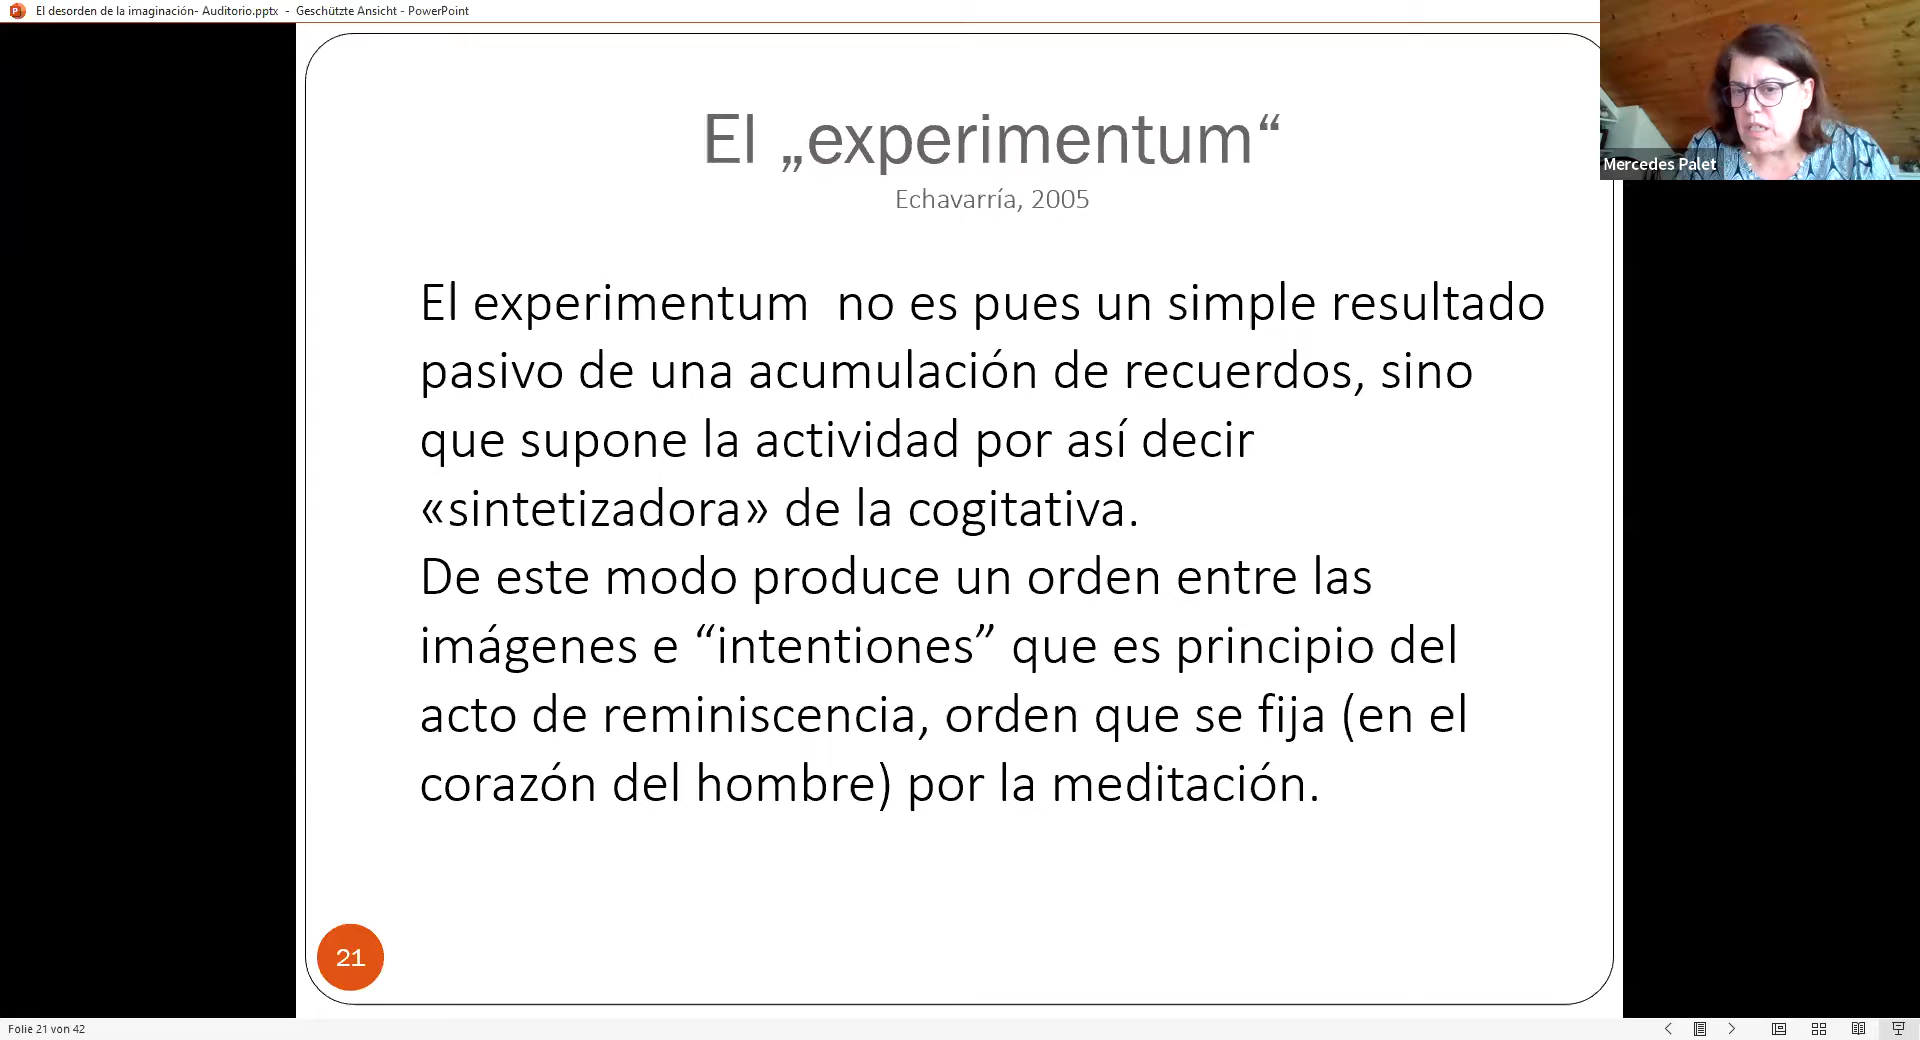 El desorden de la imaginación- Auditorio.pptx - Geschützte Ansicht - PowerPoint
Mercedes Palet
El „experimentum“
Echavarría, 2005
El experimentum no es pues un simple resultado
pasivo de una acumulación de recuerdos, sino
que supone la actividad por así decir
«sintetizadora» de la cogitativa.
De este modo produce un orden entre las
imágenes e “intentiones” que es principio del
acto de reminiscencia, orden que se fija (en el
corazón del hombre) por la meditación.
21
Folie 21 von 42